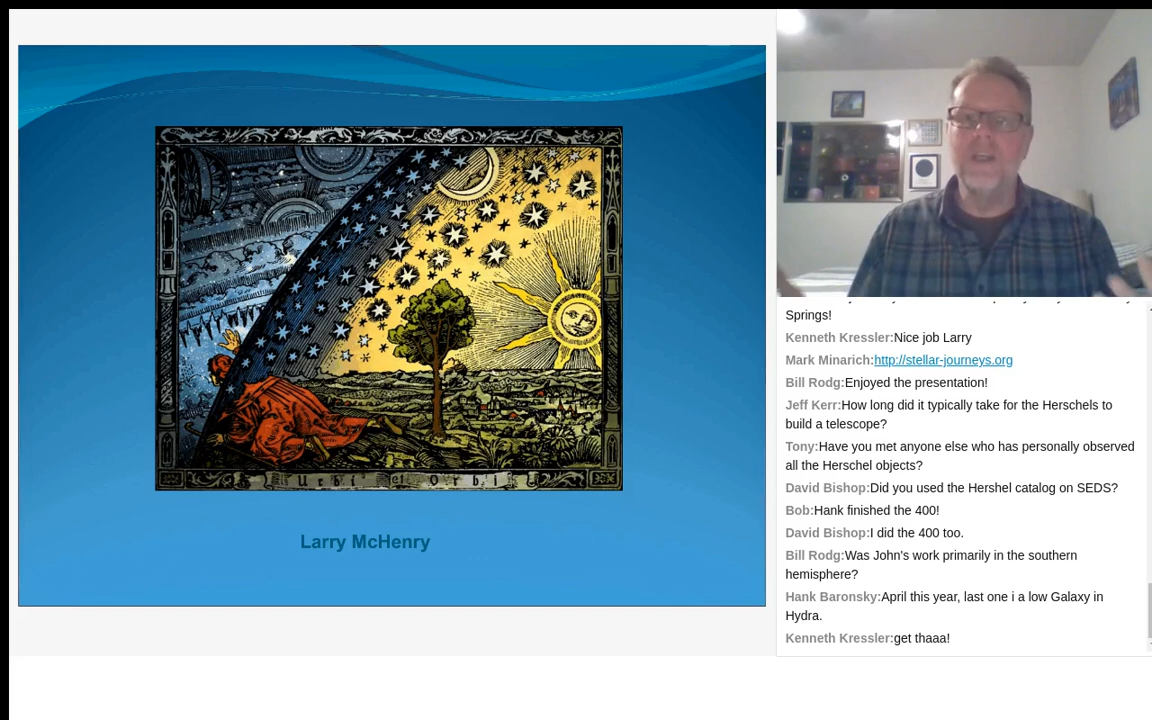 Urbi et Orbi
Larry McHenry
Springs!
Kenneth Kressler:Nice job Larry
Mark Minarich:http://stellar-journeys.org
Bill Rodg:Enjoyed the presentation!
Jeff Kerr:How long did it typically take for the Herschels to
build a telescope?
Tony:Have you met anyone else who has personally observed
all the Herschel objects?
David Bishop:Did you used the Hershel catalog on SEDS?
Bob:Hank finished the 400!
David Bishop:I did the 400 too.
Bill Rodg:Was John's work primarily in the southern
hemisphere?
Hank Baronsky:April this year, last one i a low Galaxy in
Hydra.
Kenneth Kressler:get thaaa!